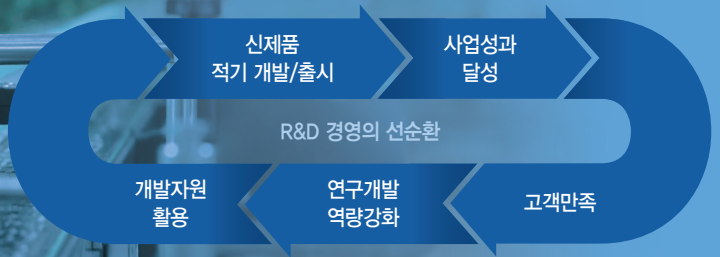 신제품
적기 개발/출시
사업성과
달성
R&D 경영의 선순환
개발자원
활용
연구개발
역량강화
고객만족